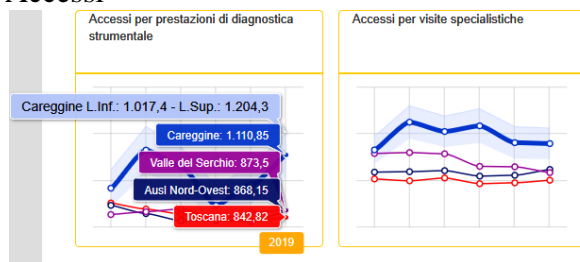 Accessi
Accessi per prestazioni di diagnostica
strumentale
Accessi per visite specialistiche
Careggine L.Inf.: 1.017,4 - L.Sup.: 1.204,3
Careggine: 1.110,85
Valle del Serchio: 873,5
Ausl Nord-Ovest: 868,15
Toscana: 842,82
2019